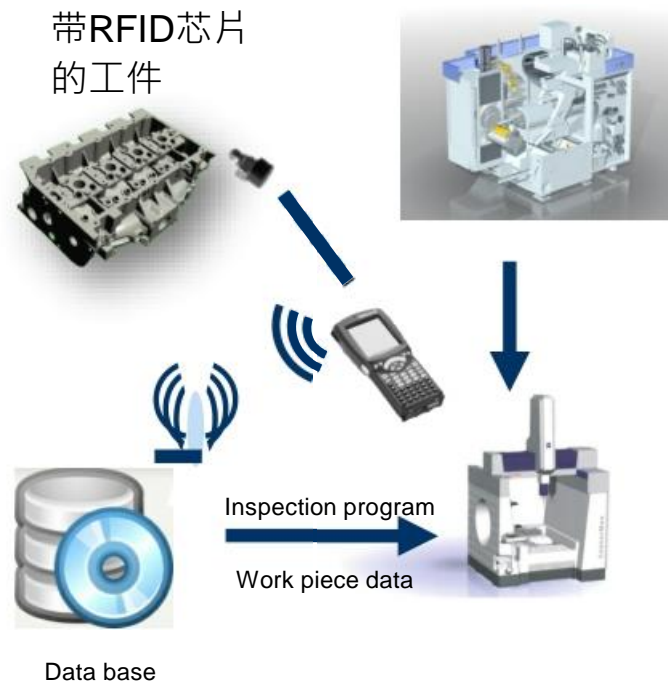 带RFID芯片
的工件
Inspection program
Work piece data
Data base